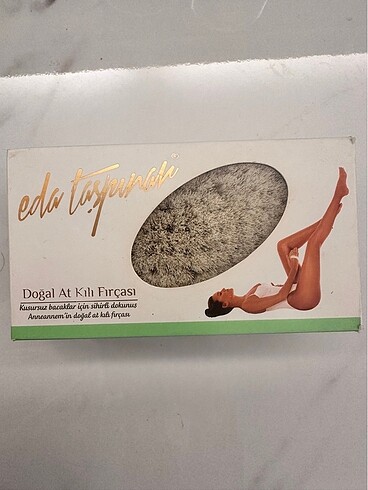 eda taşpınar
Doğal At Kılı Fırçası
Kusursuz bacaklar için sihirli dokunuş
Anneannem'in doğal at kılı fırçası